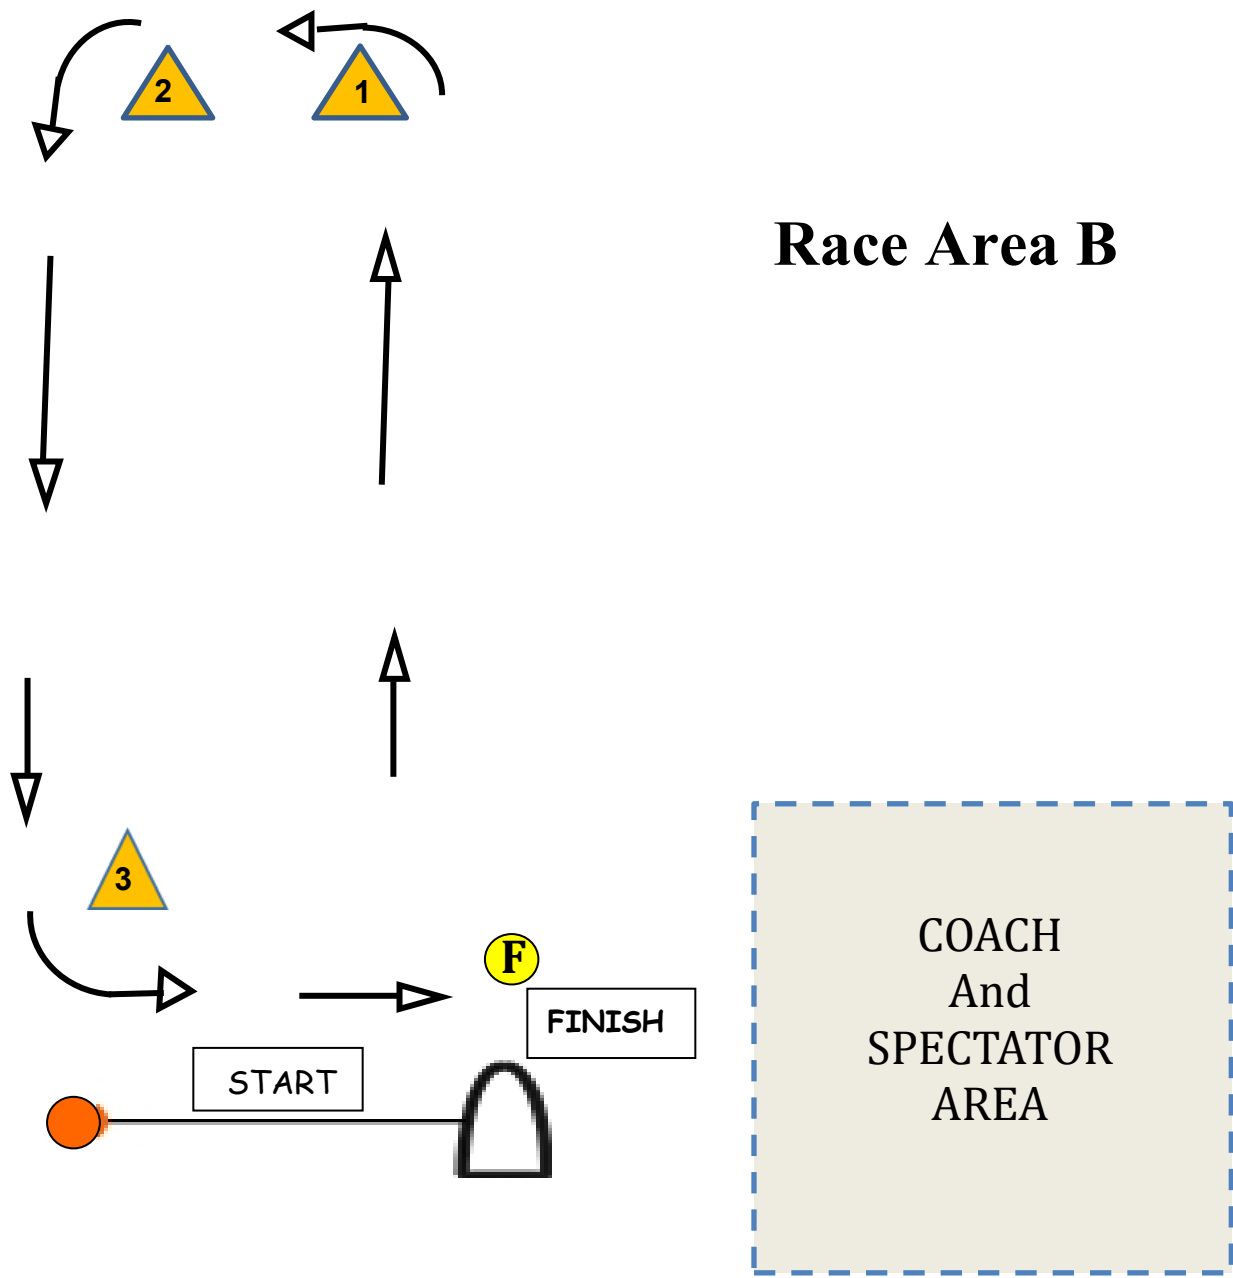 2
1
Race Area B
3
F
FINISH
START
COACH
And
SPECTATOR
AREA